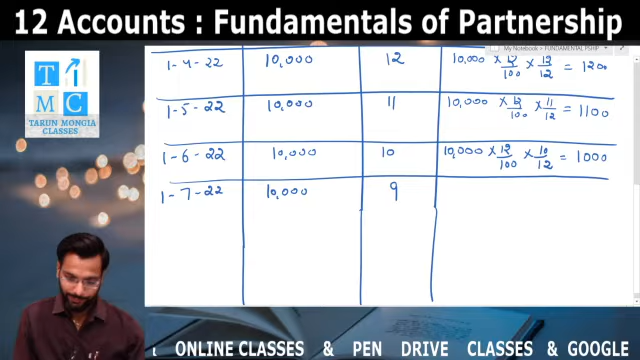 12 Accounts : Fundamentals of Partnership
My Notebook > FUNDAMENTAL PSHIP
T
M C
TARUN MONGIA
CLASSES
1-4-22 10,000 12 10,000 × 12/100 × 12/12 = 1200
1-5-22 10,000 11 10,000 × 12/100 × 11/12 = 1100
1-6-22 10,000 10 10,000 × 12/100 × 10/12 = 1000
1-7-22 10,000 9
ONLINE CLASSES & PEN DRIVE CLASSES & GOOGLE